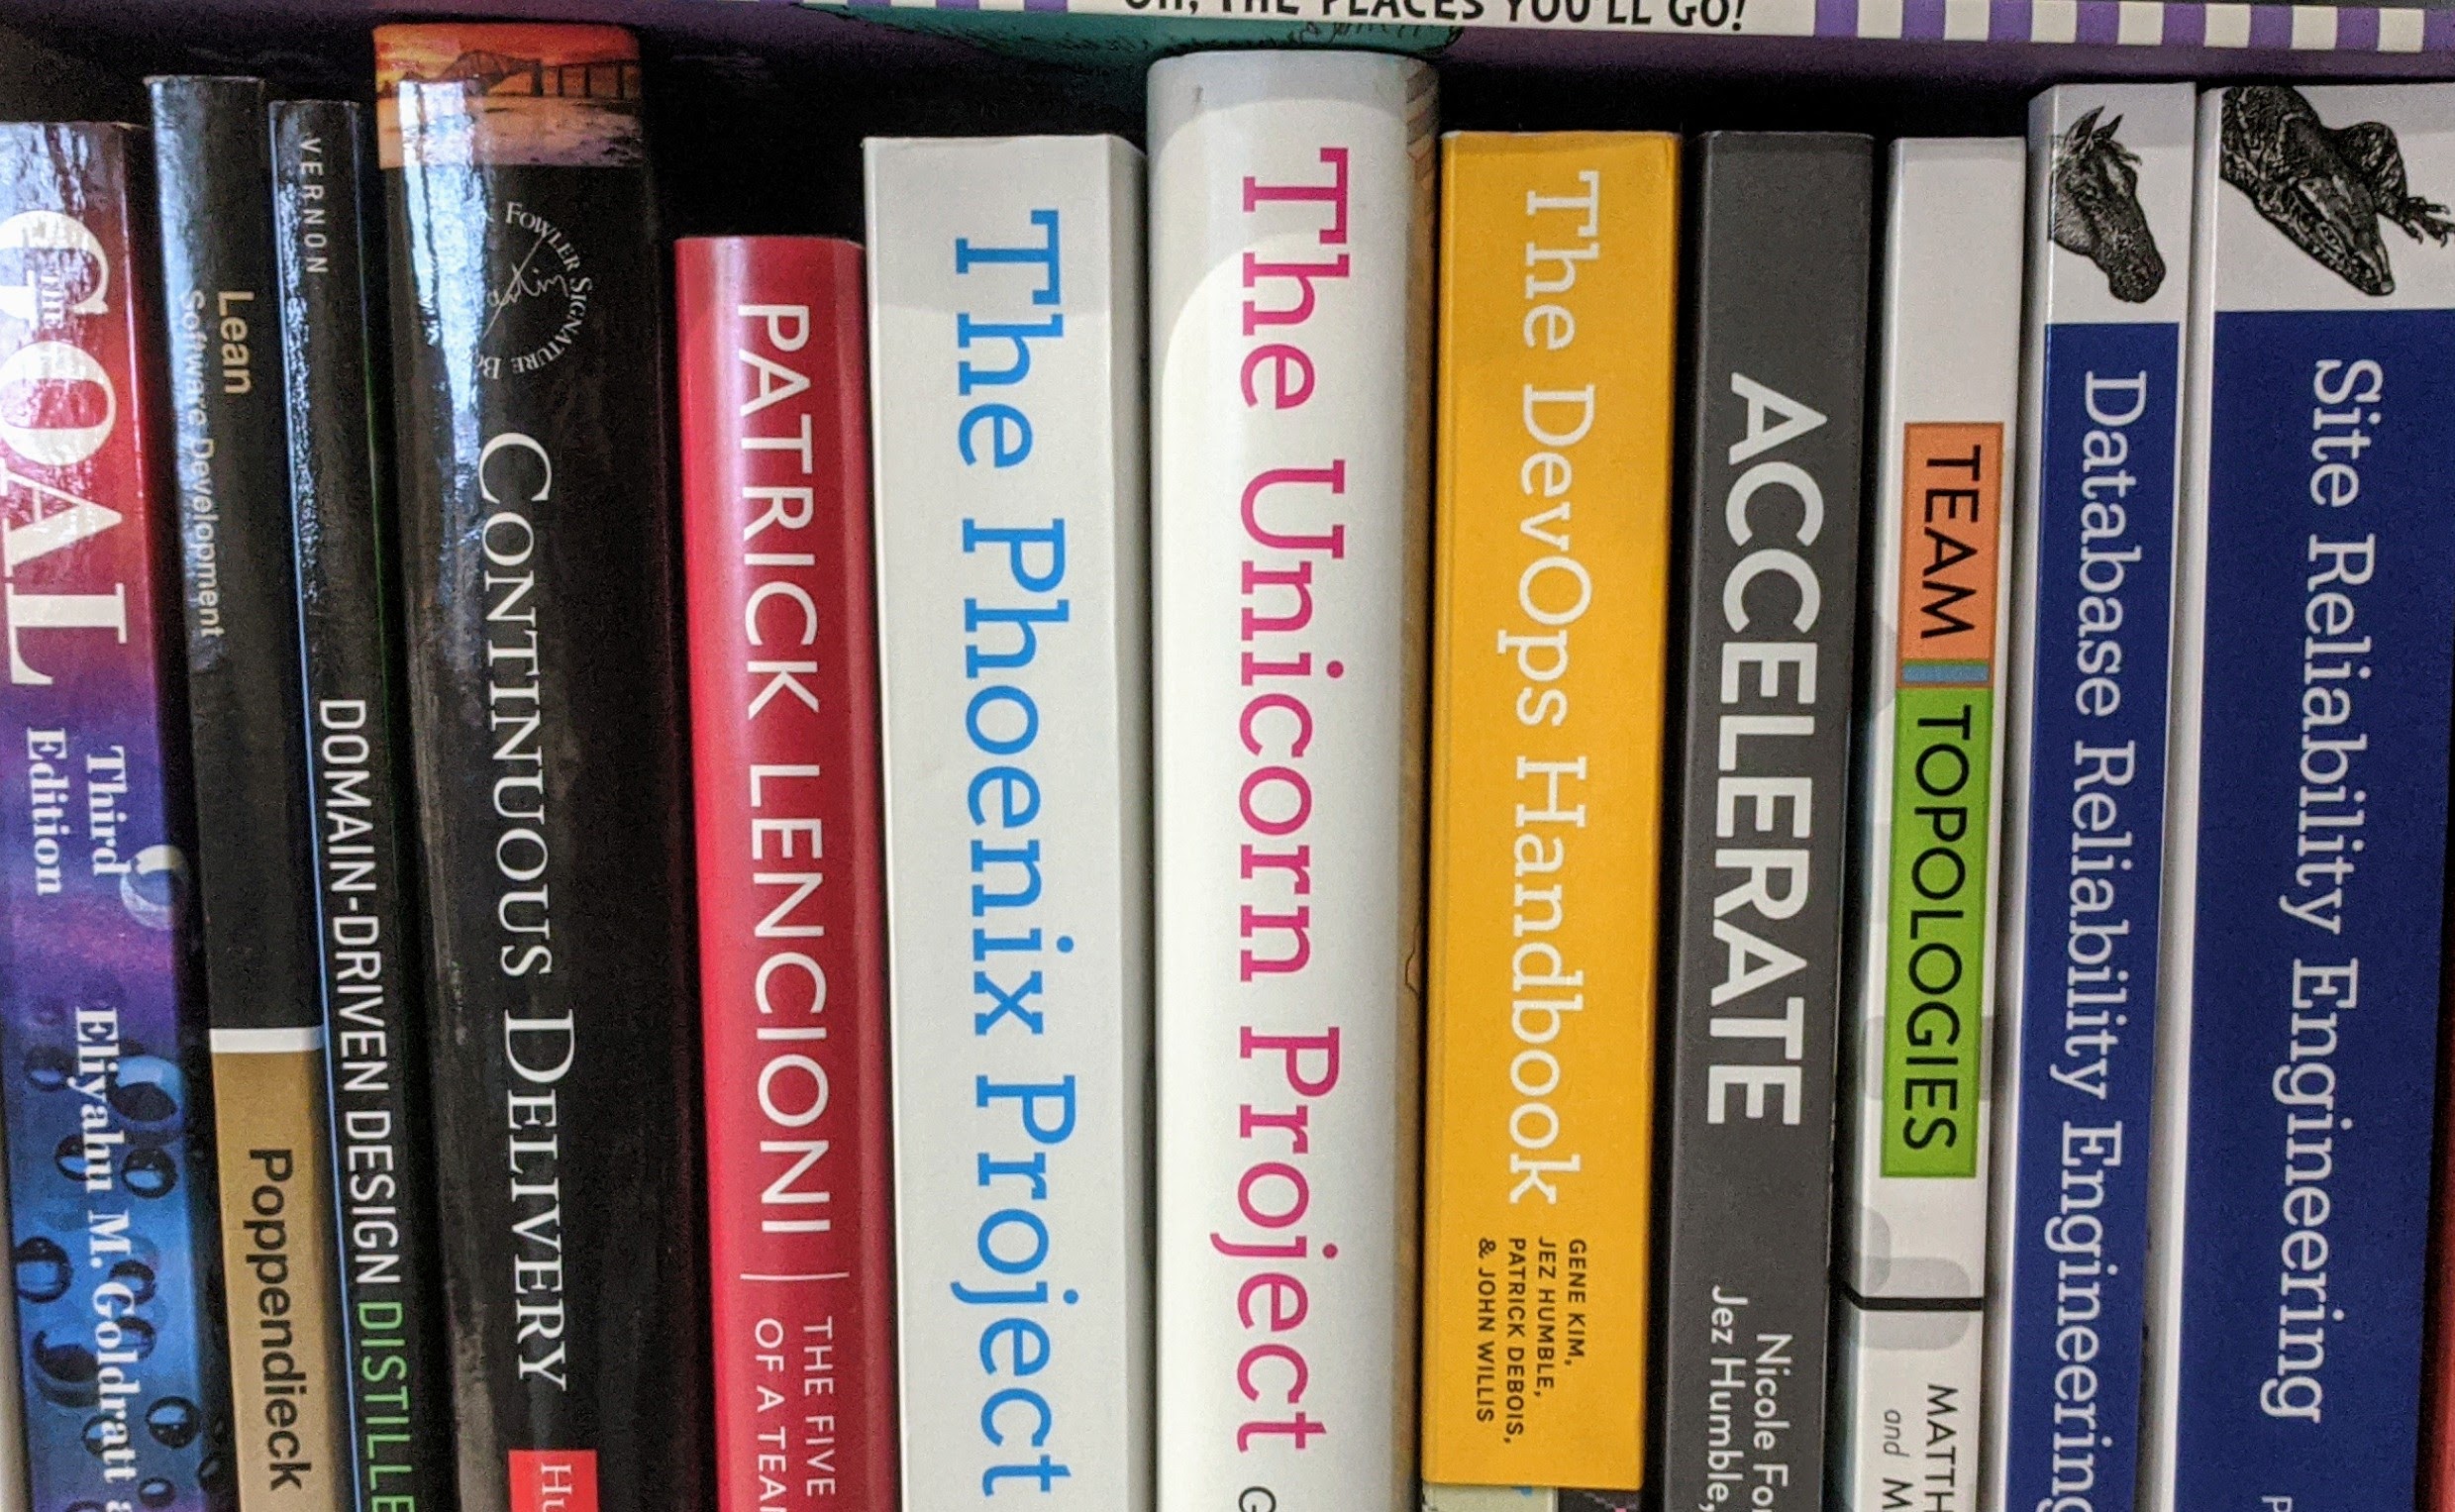 OH, THE PLACES YOU'LL GO!
THE
GOAL
Third
Edition
Eliyahu M. Goldratt
Lean
Software Development
Poppendieck
VERNON
DOMAIN-DRIVEN DESIGN DISTILLE
FOWLER SIGNATURE BO
CONTINUOUS DELIVERY
HU
PATRICK LENCIONI
THE FIVE
OF A TEA
The Phoenix Project
The Unicorn Project G
The DevOps Handbook
GENE KIM,
JEZ HUMBLE,
PATRICK DEBOIS,
& JOHN WILLIS
ACCELERATE
Nicole Fo
Jez Humble,
TEAM TOPOLOGIES
MATTH
and M
Database Reliability Engineering
Site Reliability Engineering